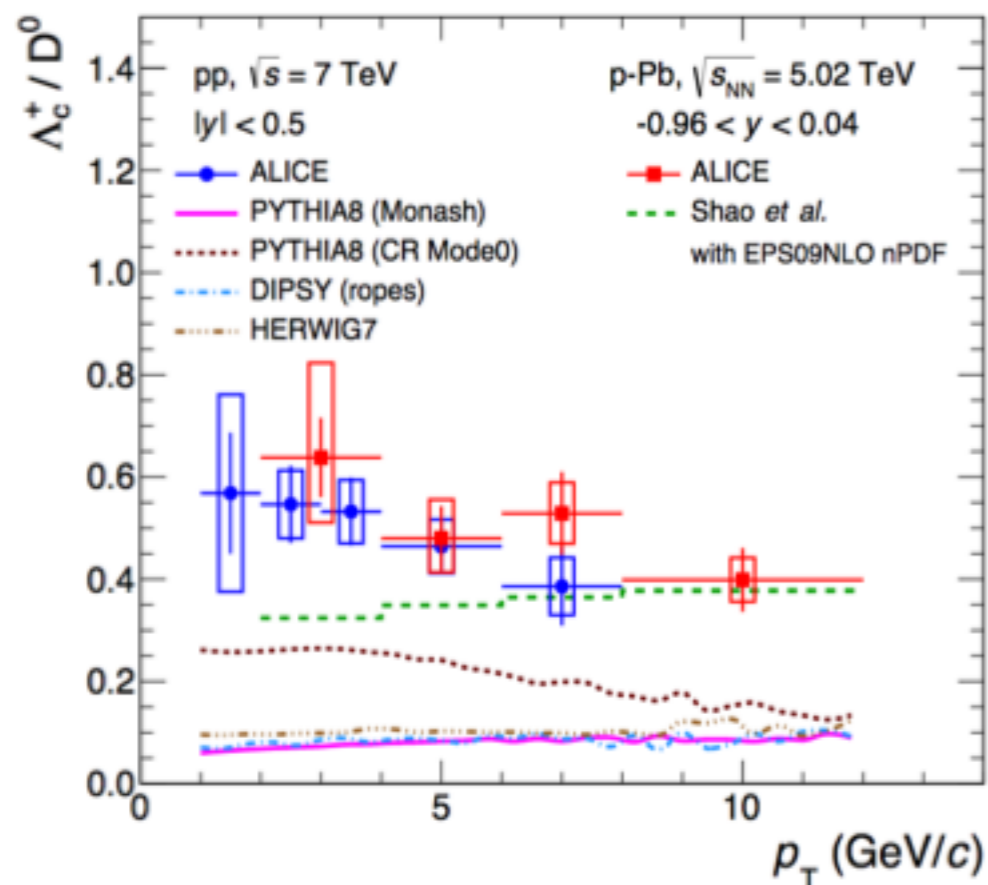 Λc+ / D0
pp, √s = 7 TeV
|y| < 0.5
ALICE
PYTHIA8 (Monash)
PYTHIA8 (CR Mode0)
DIPSY (ropes)
HERWIG7
p-Pb, √sNN = 5.02 TeV
-0.96 < y < 0.04
ALICE
Shao et al.
with EPS09NLO nPDF
1.4
1.2
1.0
0.8
0.6
0.4
0.2
0.0
0 5 10
pT (GeV/c)